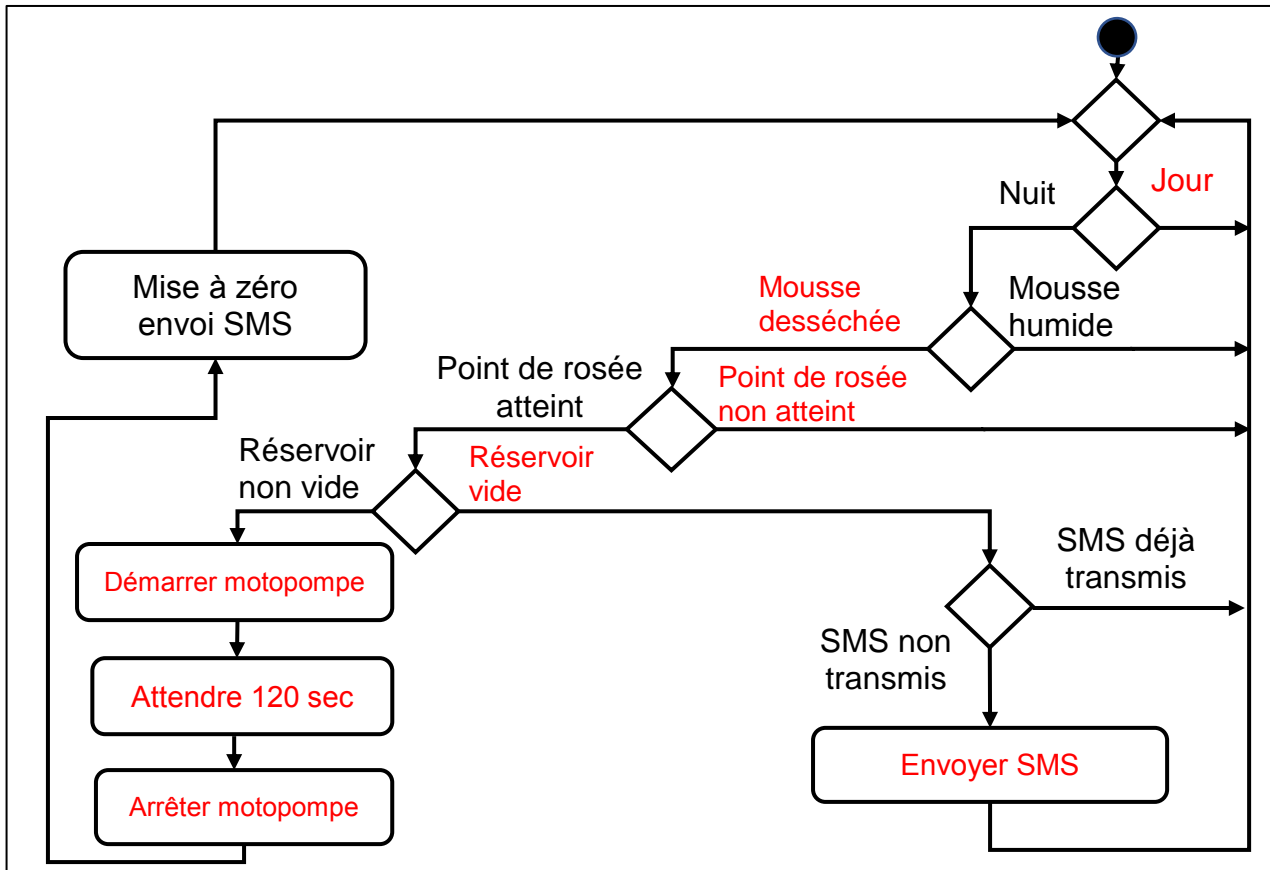 Nuit
Jour
Mise à zéro
envoi SMS
Mousse
desséchée
Mousse
humide
Point de rosée
atteint
Point de rosée
non atteint
Réservoir
non vide
Réservoir
vide
Démarrer motopompe
SMS déjà
transmis
SMS non
transmis
Attendre 120 sec
Envoyer SMS
Arrêter motopompe